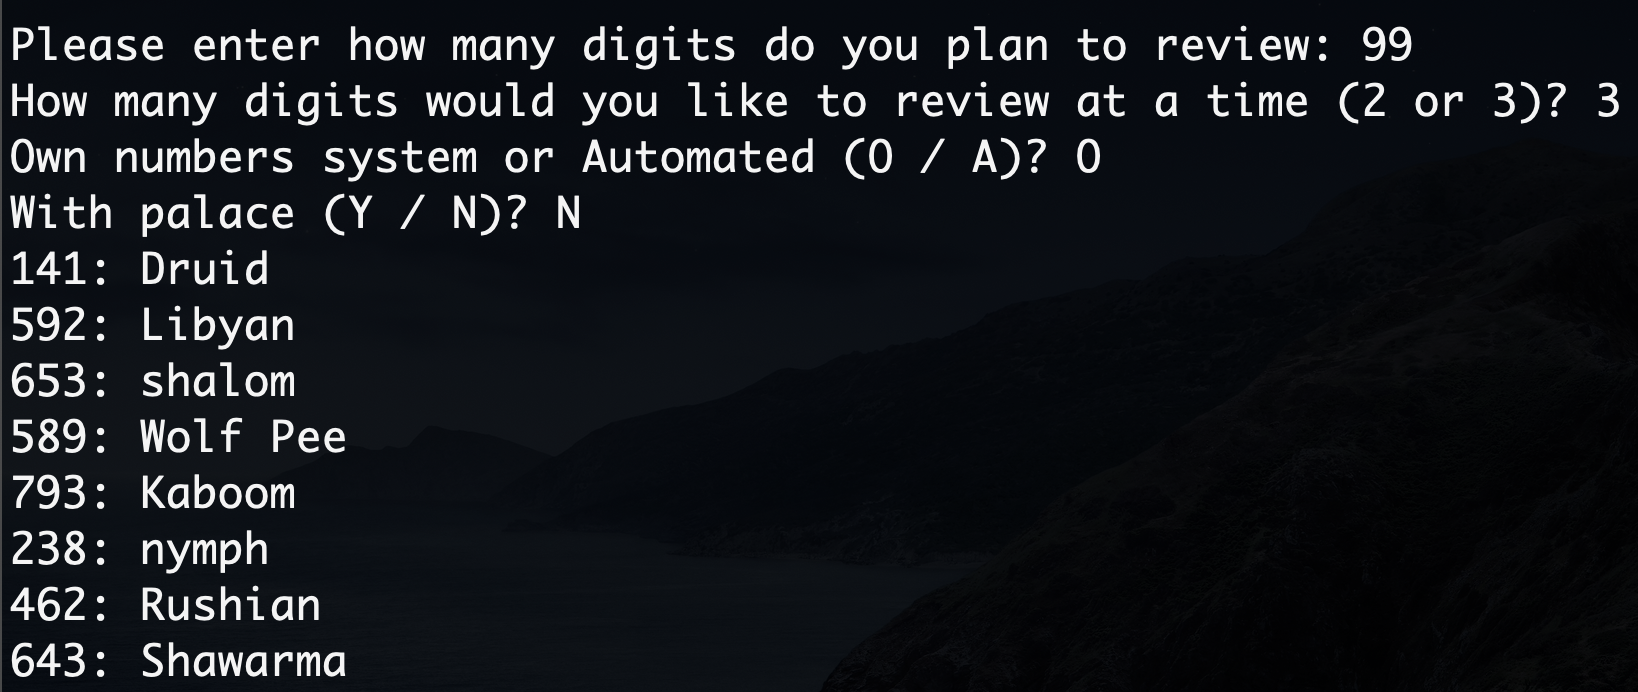 Please enter how many digits do you plan to review: 99
How many digits would you like to review at a time (2 or 3)? 3
Own numbers system or Automated (O / A)? O
With palace (Y / N)? N
141: Druid
592: Libyan
653: shalom
589: Wolf Pee
793: Kaboom
238: nymph
462: Rushian
643: Shawarma